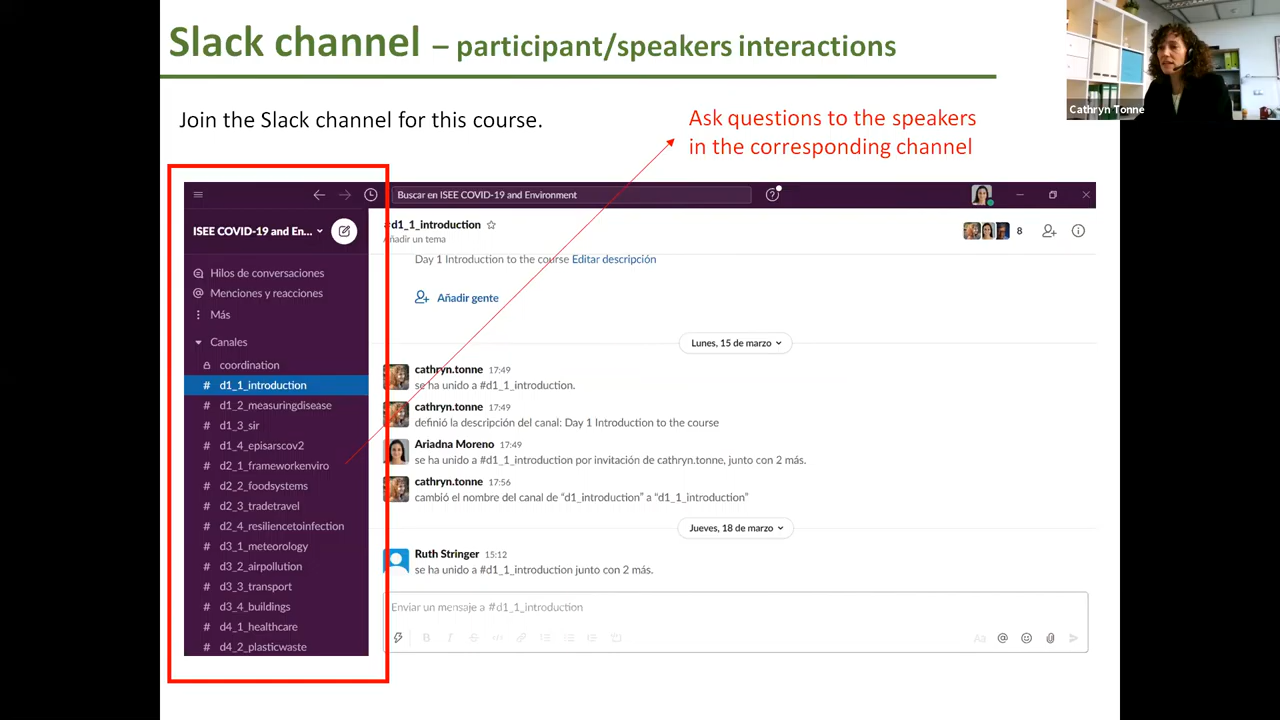 Slack channel – participant/speakers interactions
Cathryn Tonne
Join the Slack channel for this course.
Ask questions to the speakers
in the corresponding channel
Buscar en ISEE COVID-19 and Environment
ISEE COVID-19 and En...
Hilos de conversaciones
Menciones y reacciones
Más
Canales
coordination
# d1_1_introduction
# d1_2_measuringdisease
# d1_3_sir
# d1_4_episarscov2
# d2_1_frameworkenviro
# d2_2_foodsystems
# d2_3_tradetravel
# d2_4_resiliencetoinfection
# d3_1_meteorology
# d3_2_airpollution
# d3_3_transport
# d3_4_buildings
# d4_1_healthcare
# d4_2_plasticwaste
#d1_1_introduction
Añadir un tema
8
Day 1 Introduction to the course Editar descripción
Añadir gente
Lunes, 15 de marzo
cathryn.tonne 17:49
se ha unido a #d1_1_introduction.
cathryn.tonne 17:49
definió la descripción del canal: Day 1 Introduction to the course
Ariadna Moreno 17:49
se ha unido a #d1_1_introduction por invitación de cathryn.tonne, junto con 2 más.
cathryn.tonne 17:56
cambió el nombre del canal de “d1_introduction” a “d1_1_introduction”
Jueves, 18 de marzo
Ruth Stringer 15:12
se ha unido a #d1_1_introduction junto con 2 más.
Enviar un mensaje a #d1_1_introduction
B I S
Aa @